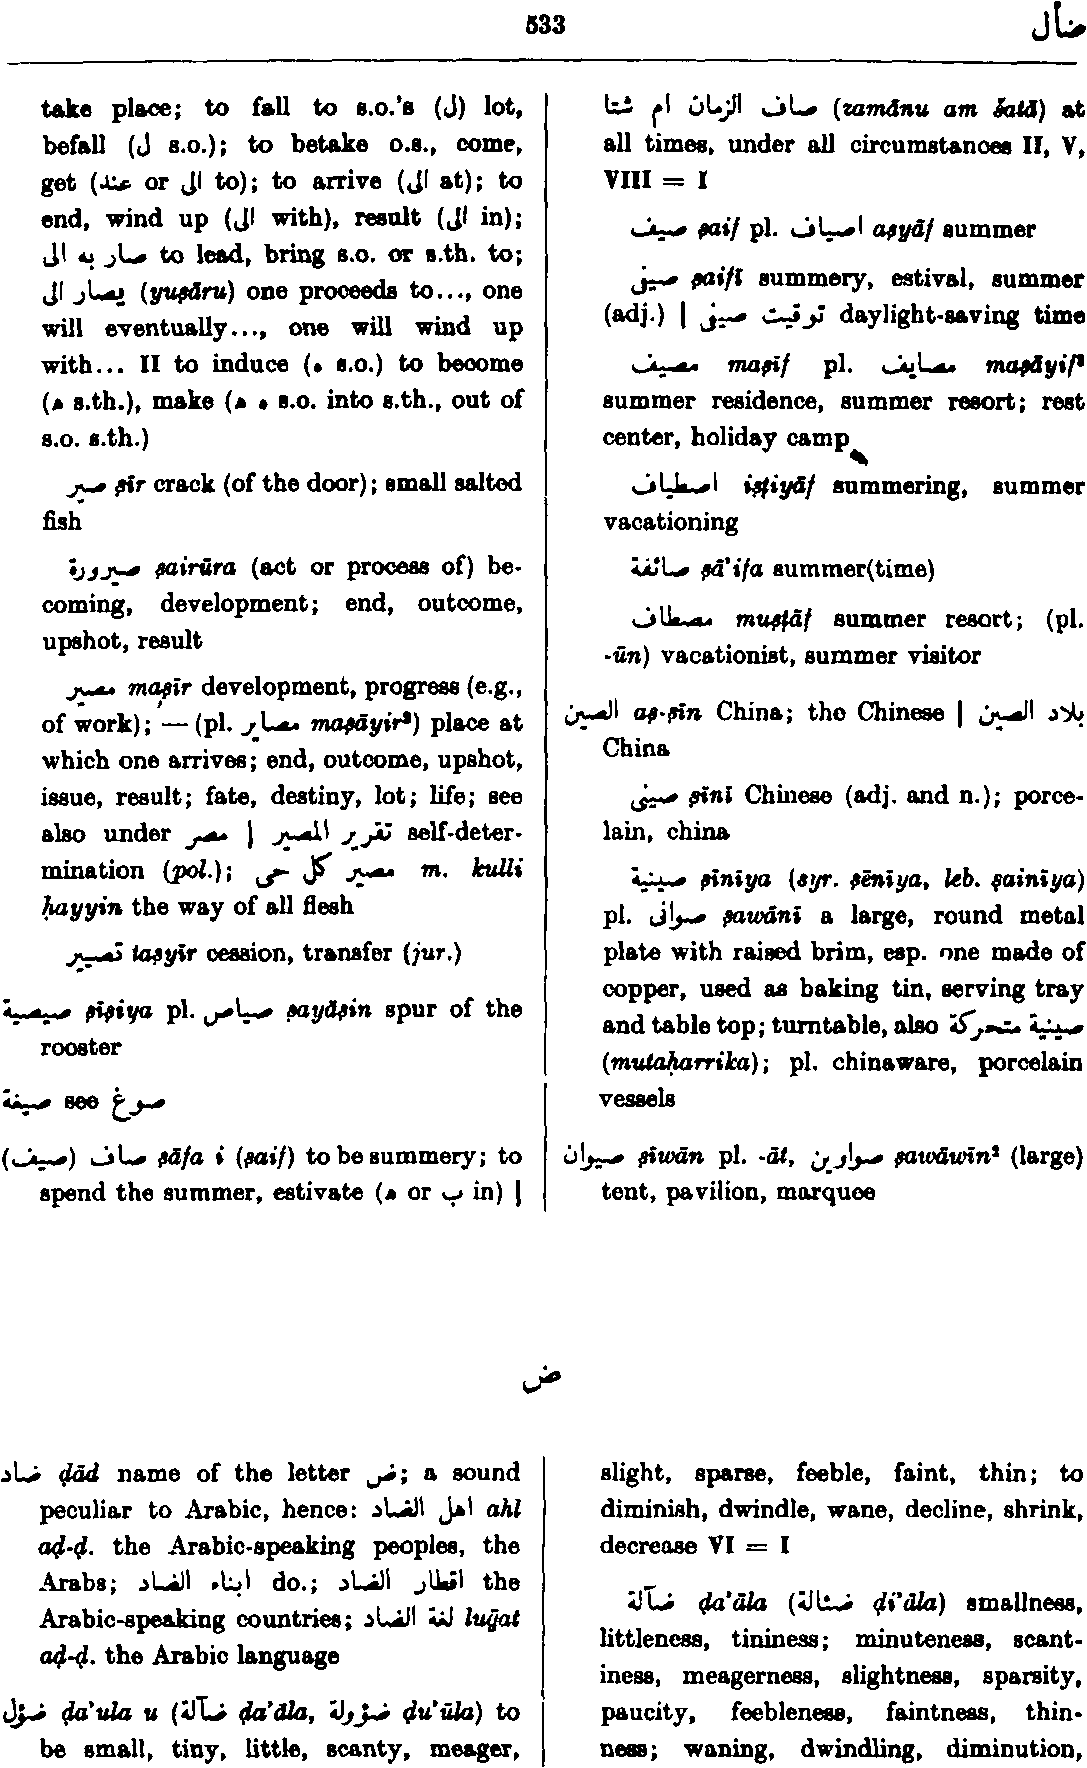 533
ضأل
take place; to fall to s.o.'s (ل) lot,
befall (ل s.o.); to betake o.s., come,
get (عند or الى to); to arrive (الى at); to
end, wind up (الى with), result (الى in);
صار به الى to lead, bring s.o. or s.th. to;
يصار الى (yuṣāru) one proceeds to..., one
will eventually..., one will wind up
with... II to induce (ه s.o.) to become
(ه s.th.), make (ه ه s.o. into s.th., out of
s.o. s.th.)
صير ṣīr crack (of the door); small salted
fish
صيرورة ṣairūra (act or process of) be-
coming, development; end, outcome,
upshot, result
مصير maṣīr development, progress (e.g.,
of work); — (pl. مصاير maṣāyir²) place at
which one arrives; end, outcome, upshot,
issue, result; fate, destiny, lot; life; see
also under مصر | تقرير المصير self-deter-
mination (pol.); مصير كل حى m. kulli
ḥayyin the way of all flesh
تصيير taṣyīr cession, transfer (jur.)
صيصية ṣīṣiya pl. صياص ṣayāṣin spur of the
rooster
صيغة see صوغ
(صيف) صاف ṣāfa i (ṣaif) to be summery; to
spend the summer, estivate (ه or ب in) |
صاف الزمان ام شتا (zamānu am šatā) at
all times, under all circumstances II, V,
VIII = I
صيف ṣaif pl. اصياف aṣyāf summer
صيفى ṣaifī summery, estival, summer
(adj.) | توقيت صيفى daylight-saving time
مصيف maṣīf pl. مصايف maṣāyif²
summer residence, summer resort; rest
center, holiday camp
اصطياف iṣṭiyāf summering, summer
vacationing
صائفة ṣā'ifa summer(time)
مصطاف muṣṭāf summer resort; (pl.
-ūn) vacationist, summer visitor
الصين aṣ-ṣīn China; the Chinese | بلاد الصين
China
صينى ṣīnī Chinese (adj. and n.); porce-
lain, china
صينية ṣīnīya (syr. ṣēnīya, leb. ṣainīya)
pl. صوانى ṣawānī a large, round metal
plate with raised brim, esp. one made of
copper, used as baking tin, serving tray
and table top; turntable, also صينية متحركة
(mutaḥarrika); pl. chinaware, porcelain
vessels
صيوان ṣīwān pl. -āt, صواوين ṣawāwīn² (large)
tent, pavilion, marquee
ض
ضاد ḍād name of the letter ض; a sound
peculiar to Arabic, hence: اهل الضاد ahl
aḍ-ḍ. the Arabic-speaking peoples, the
Arabs; ابناء الضاد do.; اقطار الضاد the
Arabic-speaking countries; لغة الضاد luḡat
aḍ-ḍ. the Arabic language
ضؤل ḍa'ula u (ضآلة ḍa'āla, ضؤولة ḍu'ūla) to
be small, tiny, little, scanty, meager,
slight, sparse, feeble, faint, thin; to
diminish, dwindle, wane, decline, shrink,
decrease VI = I
ضآلة ḍa'āla (ضئالة ḍi'āla) smallness,
littleness, tininess; minuteness, scant-
iness, meagerness, slightness, sparsity,
paucity, feebleness, faintness, thin-
ness; waning, dwindling, diminution,